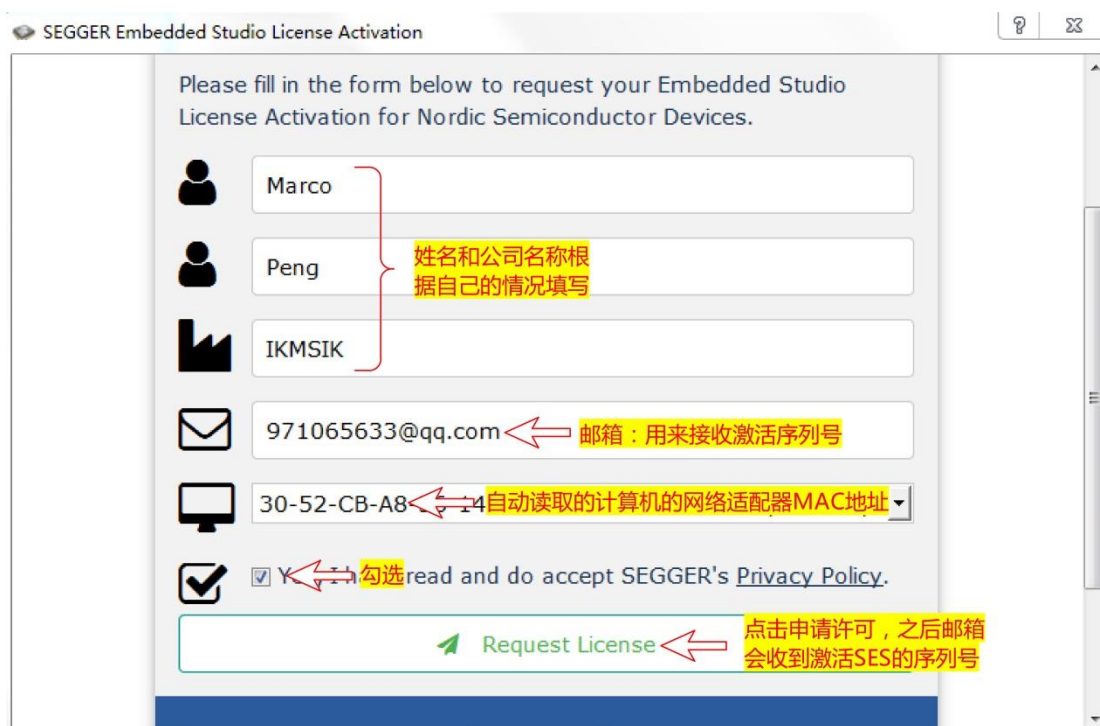 SEGGER Embedded Studio License Activation
Please fill in the form below to request your Embedded Studio
License Activation for Nordic Semiconductor Devices.
Marco
Peng
姓名和公司名称根
据自己的情况填写
IKMSIK
971065633@qq.com
邮箱：用来接收激活序列号
30-52-CB-A8
自动读取的计算机的网络适配器MAC地址
勾选
read and do accept SEGGER's Privacy Policy.
Request License
点击申请许可，之后邮箱
会收到激活SES的序列号